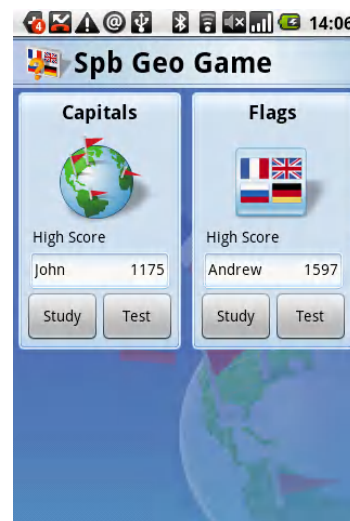 4 @ 14:06
Spb Geo Game
Capitals
High Score
John 1175
Study Test
Flags
High Score
Andrew 1597
Study Test